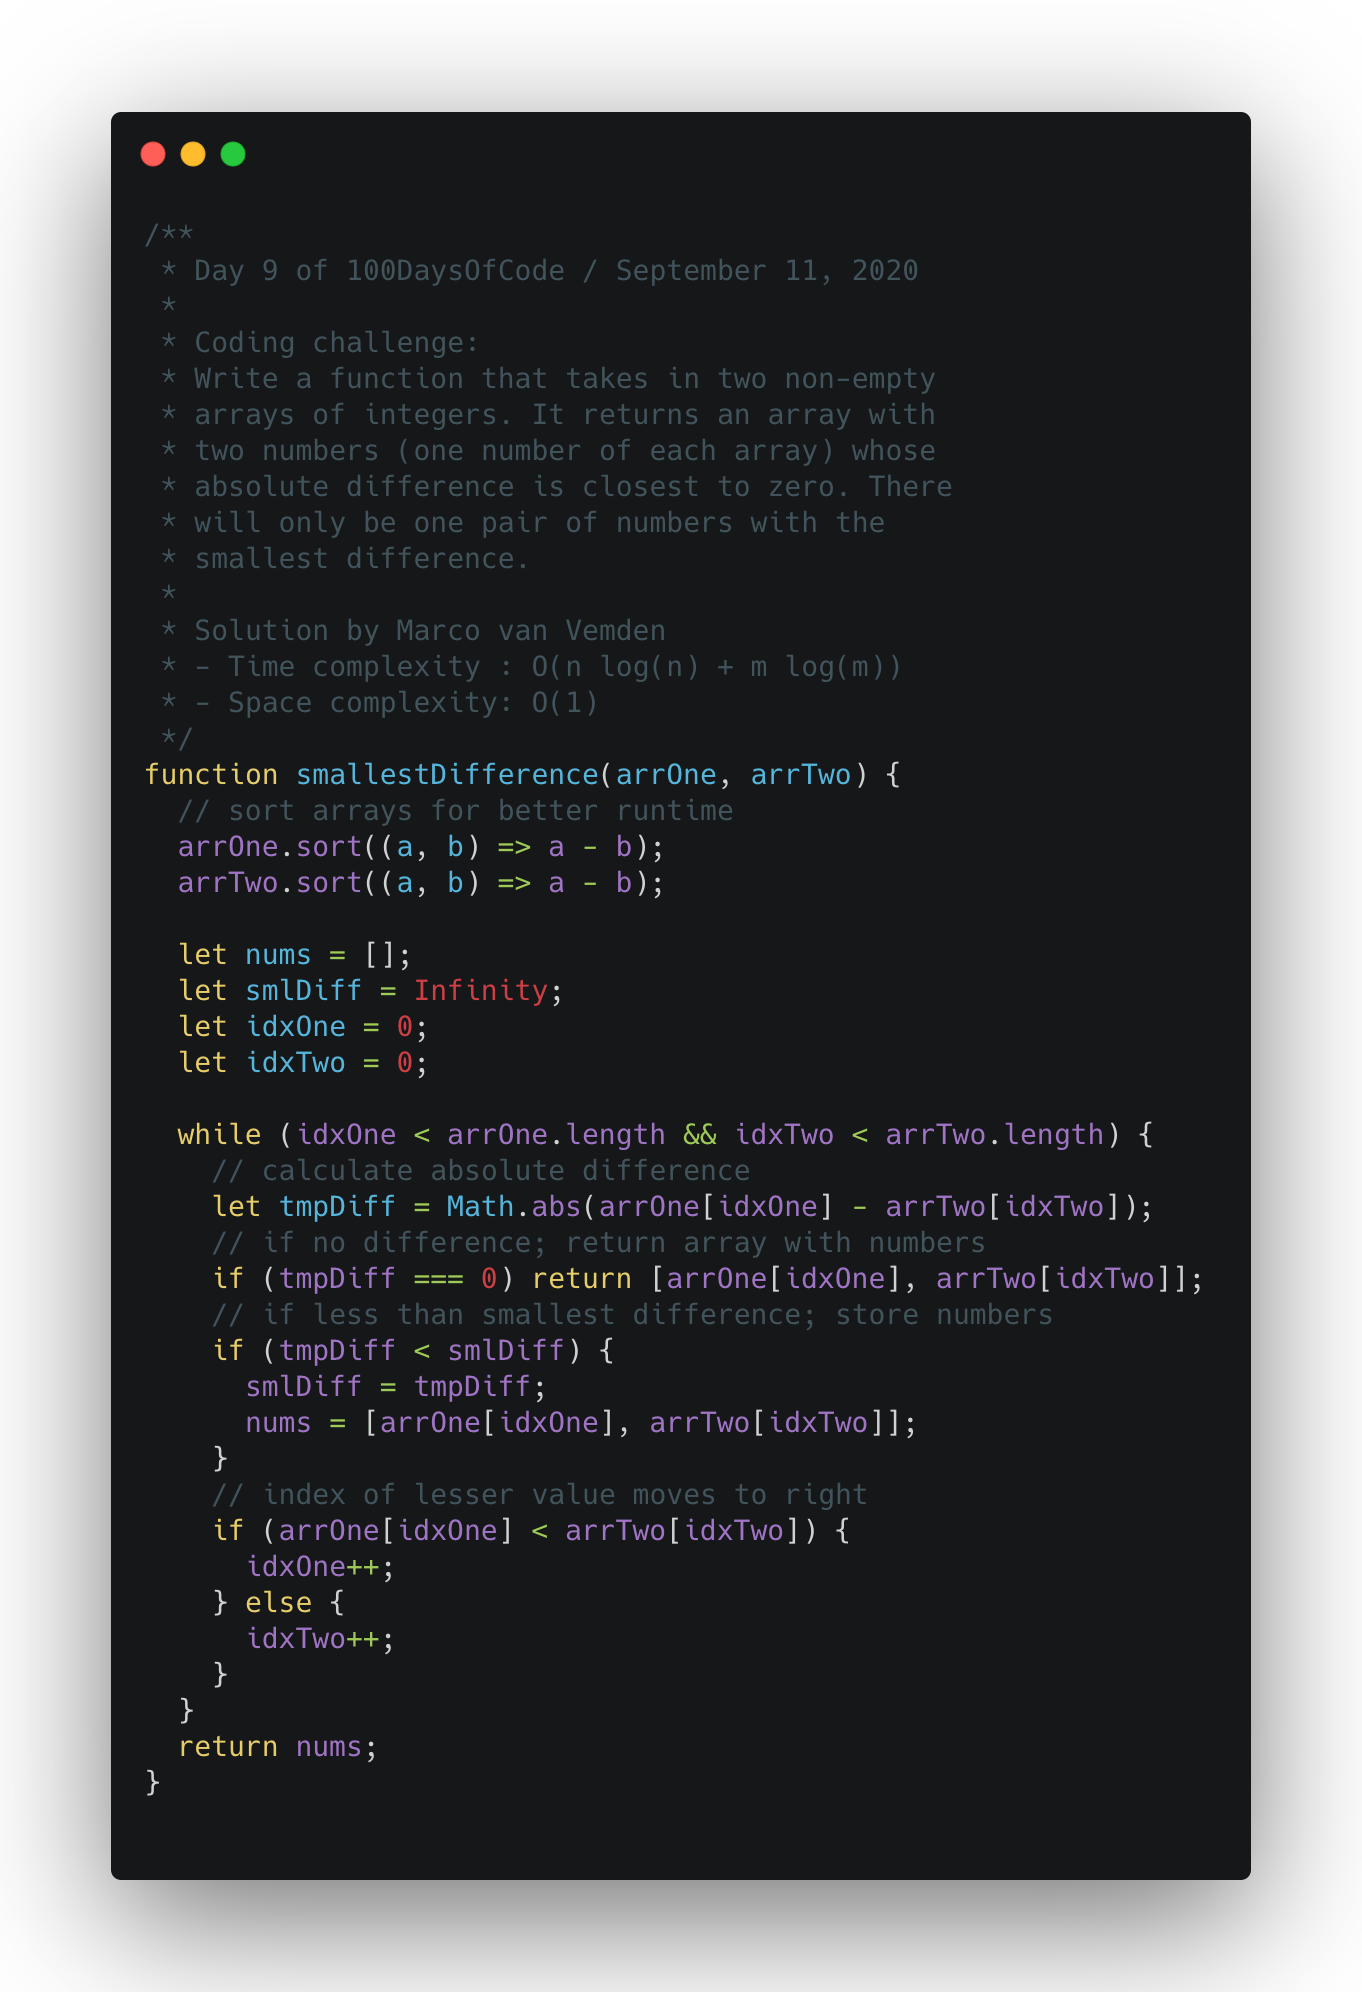 /**
 * Day 9 of 100DaysOfCode / September 11, 2020
 *
 * Coding challenge:
 * Write a function that takes in two non-empty
 * arrays of integers. It returns an array with
 * two numbers (one number of each array) whose
 * absolute difference is closest to zero. There
 * will only be one pair of numbers with the
 * smallest difference.
 *
 * Solution by Marco van Vemden
 * - Time complexity : O(n log(n) + m log(m))
 * - Space complexity: O(1)
 */
function smallestDifference(arrOne, arrTwo) {
  // sort arrays for better runtime
  arrOne.sort((a, b) => a - b);
  arrTwo.sort((a, b) => a - b);

  let nums = [];
  let smlDiff = Infinity;
  let idxOne = 0;
  let idxTwo = 0;

  while (idxOne < arrOne.length && idxTwo < arrTwo.length) {
    // calculate absolute difference
    let tmpDiff = Math.abs(arrOne[idxOne] - arrTwo[idxTwo]);
    // if no difference; return array with numbers
    if (tmpDiff === 0) return [arrOne[idxOne], arrTwo[idxTwo]];
    // if less than smallest difference; store numbers
    if (tmpDiff < smlDiff) {
      smlDiff = tmpDiff;
      nums = [arrOne[idxOne], arrTwo[idxTwo]];
    }
    // index of lesser value moves to right
    if (arrOne[idxOne] < arrTwo[idxTwo]) {
      idxOne++;
    } else {
      idxTwo++;
    }
  }
  return nums;
}